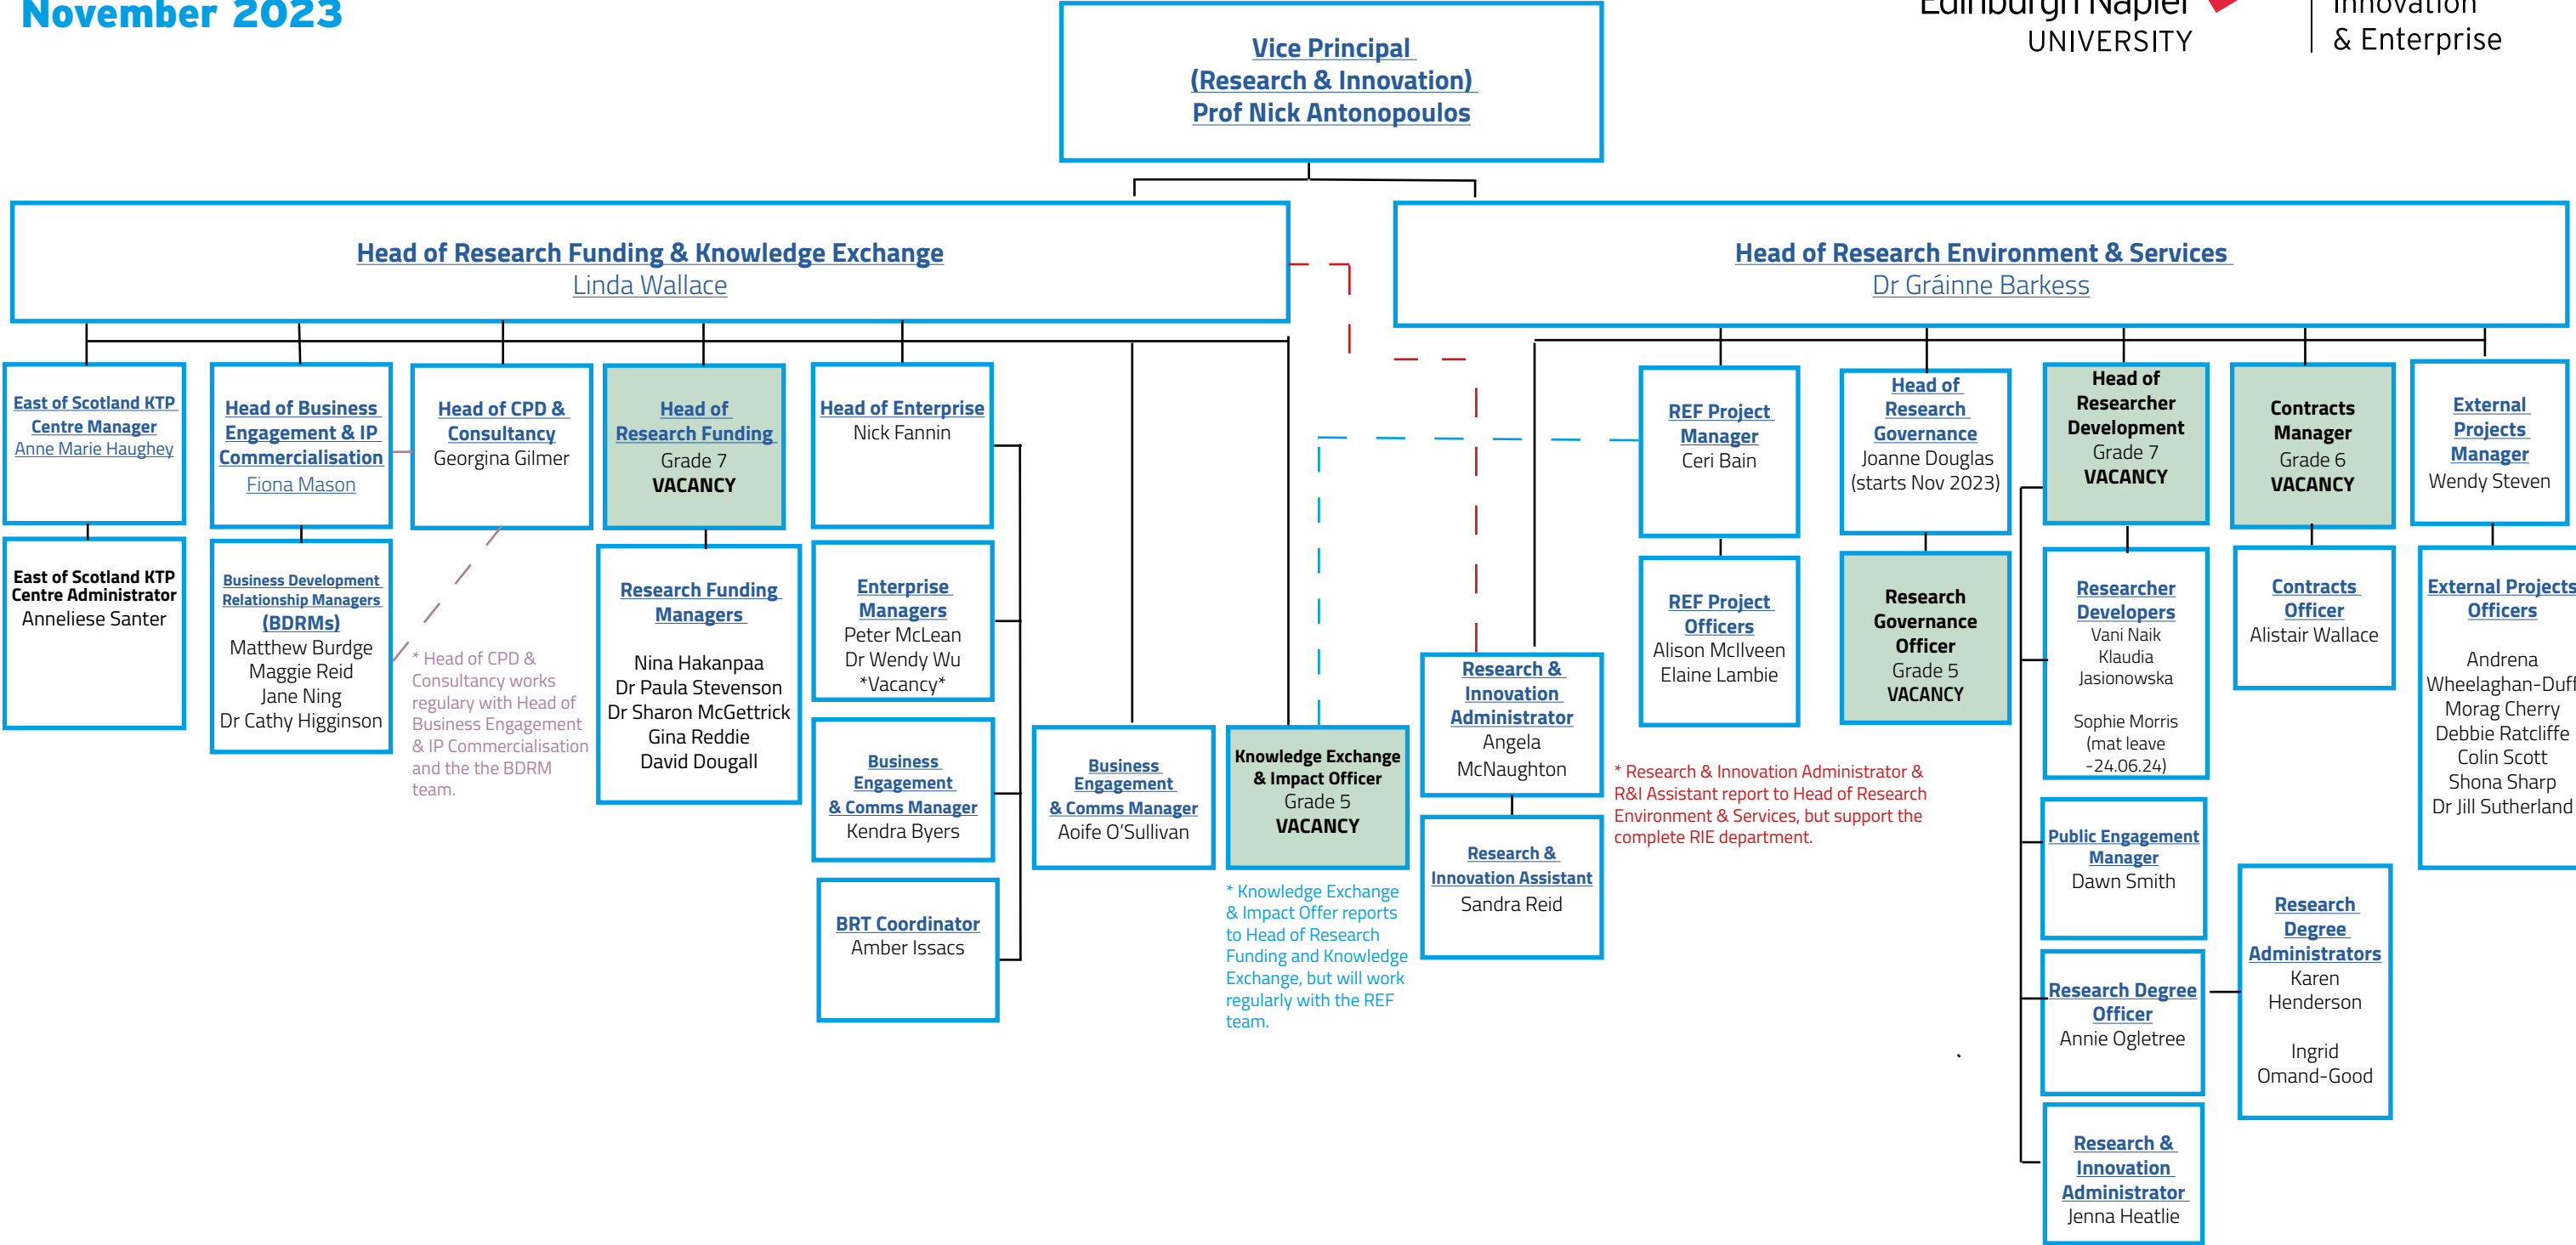 November 2023
Edinburgh Napier
UNIVERSITY
Innovation
& Enterprise
Vice Principal
(Research & Innovation)
Prof Nick Antonopoulos
Head of Research Funding & Knowledge Exchange
Linda Wallace
Head of Research Environment & Services
Dr Gráinne Barkess
East of Scotland KTP
Centre Manager
Anne Marie Haughey
Head of Business
Engagement & IP
Commercialisation
Fiona Mason
Head of CPD &
Consultancy
Georgina Gilmer
Head of
Research Funding
Grade 7
VACANCY
Head of Enterprise
Nick Fannin
REF Project
Manager
Ceri Bain
Head of
Research
Governance
Joanne Douglas
(starts Nov 2023)
Head of
Researcher
Development
Grade 7
VACANCY
Contracts
Manager
Grade 6
VACANCY
External
Projects
Manager
Wendy Steven
East of Scotland KTP
Centre Administrator
Anneliese Santer
Business Development
Relationship Managers
(BDRMs)
Matthew Burdge
Maggie Reid
Jane Ning
Dr Cathy Higginson
* Head of CPD &
Consultancy works
regulary with Head of
Business Engagement
& IP Commercialisation
and the the BDRM
team.
Research Funding
Managers
Nina Hakanpaa
Dr Paula Stevenson
Dr Sharon McGettrick
Gina Reddie
David Dougall
Enterprise
Managers
Peter McLean
Dr Wendy Wu
*Vacancy*
Business
Engagement
& Comms Manager
Kendra Byers
BRT Coordinator
Amber Issacs
Business
Engagement
& Comms Manager
Aoife O'Sullivan
Knowledge Exchange
& Impact Officer
Grade 5
VACANCY
* Knowledge Exchange
& Impact Offer reports
to Head of Research
Funding and Knowledge
Exchange, but will work
regularly with the REF
team.
Research &
Innovation
Administrator
Angela
McNaughton
Research &
Innovation Assistant
Sandra Reid
* Research & Innovation Administrator &
R&I Assistant report to Head of Research
Environment & Services, but support the
complete RIE department.
REF Project
Officers
Alison McIlveen
Elaine Lambie
Research
Governance
Officer
Grade 5
VACANCY
Researcher
Developers
Vani Naik
Klaudia
Jasionowska
Sophie Morris
(mat leave
-24.06.24)
Public Engagement
Manager
Dawn Smith
Research Degree
Officer
Annie Ogletree
Research &
Innovation
Administrator
Jenna Heatlie
Contracts
Officer
Alistair Wallace
Research
Degree
Administrators
Karen
Henderson
Ingrid
Omand-Good
External Projects
Officers
Andrena
Wheelaghan-Duff
Morag Cherry
Debbie Ratcliffe
Colin Scott
Shona Sharp
Dr Jill Sutherland